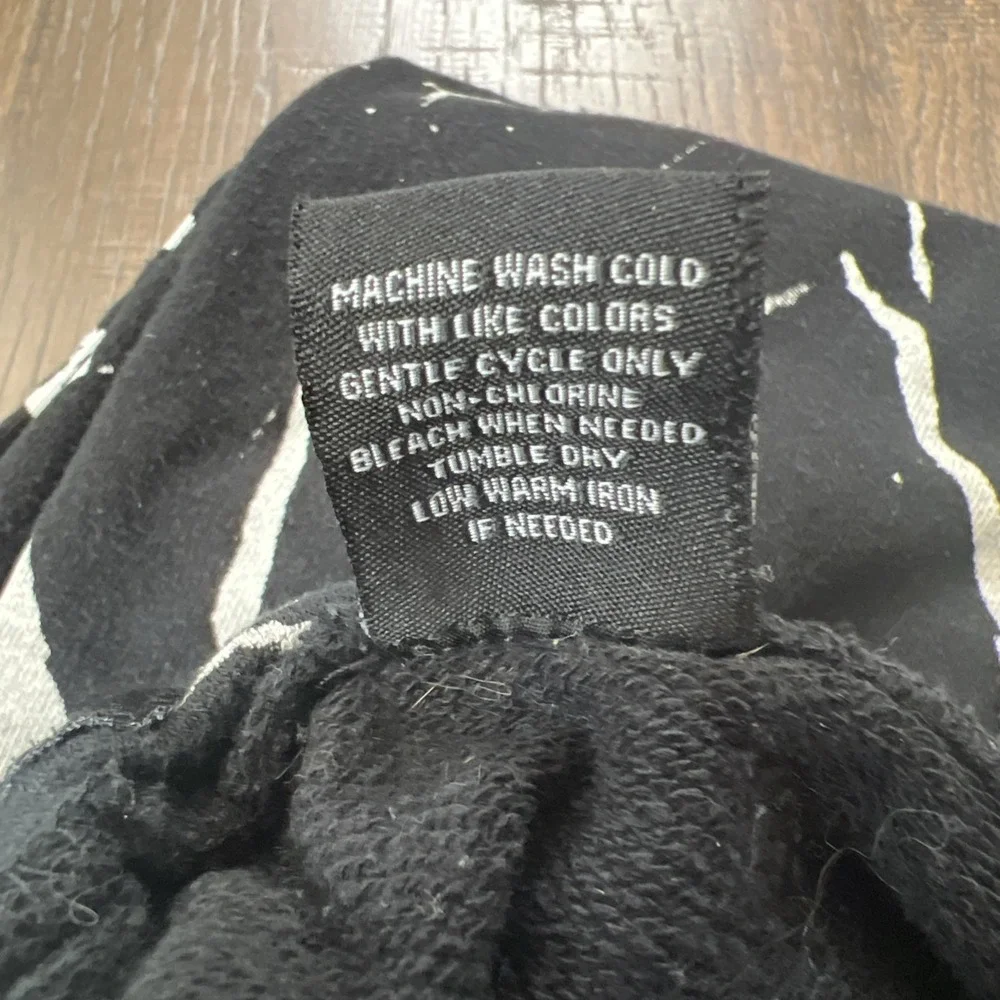 MACHINE WASH COLD
WITH LIKE COLORS
GENTLE CYCLE ONLY
NON-CHLORINE
BLEACH WHEN NEEDED
TUMBLE DRY
LOW WARM IRON
IF NEEDED